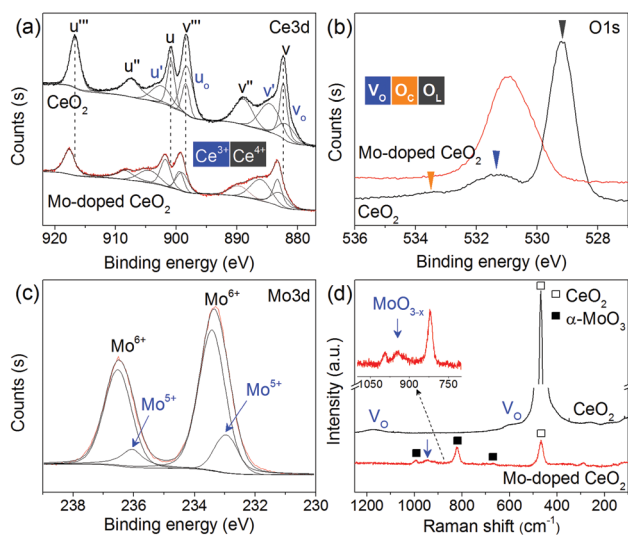 (a)
Ce3d
u'''
u''
u'
u
v'''
uₒ
v''
v'
v
vₒ
CeO₂
Ce³⁺ Ce⁴⁺
Mo-doped CeO₂
Counts (s)
920 910 900 890 880
Binding energy (eV)
(b)
O1s
Vₒ O꜀ O_L
Mo-doped CeO₂
CeO₂
Counts (s)
536 534 532 530 528
Binding energy (eV)
(c)
Mo3d
Mo⁶⁺
Mo⁶⁺
Mo⁵⁺
Mo⁵⁺
Counts (s)
238 236 234 232 230
Binding energy (eV)
(d)
CeO₂
α-MoO₃
MoO₃₋ₓ
1050 900 750
Vₒ
Vₒ
CeO₂
Mo-doped CeO₂
Intensity (a.u.)
1250 1000 800 600 400 200
Raman shift (cm⁻¹)